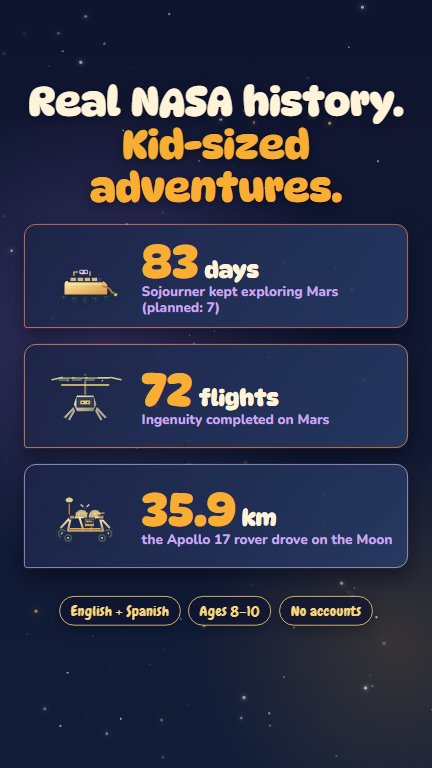 Real NASA history.
Kid-sized
adventures.
83 days
Sojourner kept exploring Mars
(planned: 7)
72 flights
Ingenuity completed on Mars
35.9 km
the Apollo 17 rover drove on the Moon
English + Spanish
Ages 8–10
No accounts